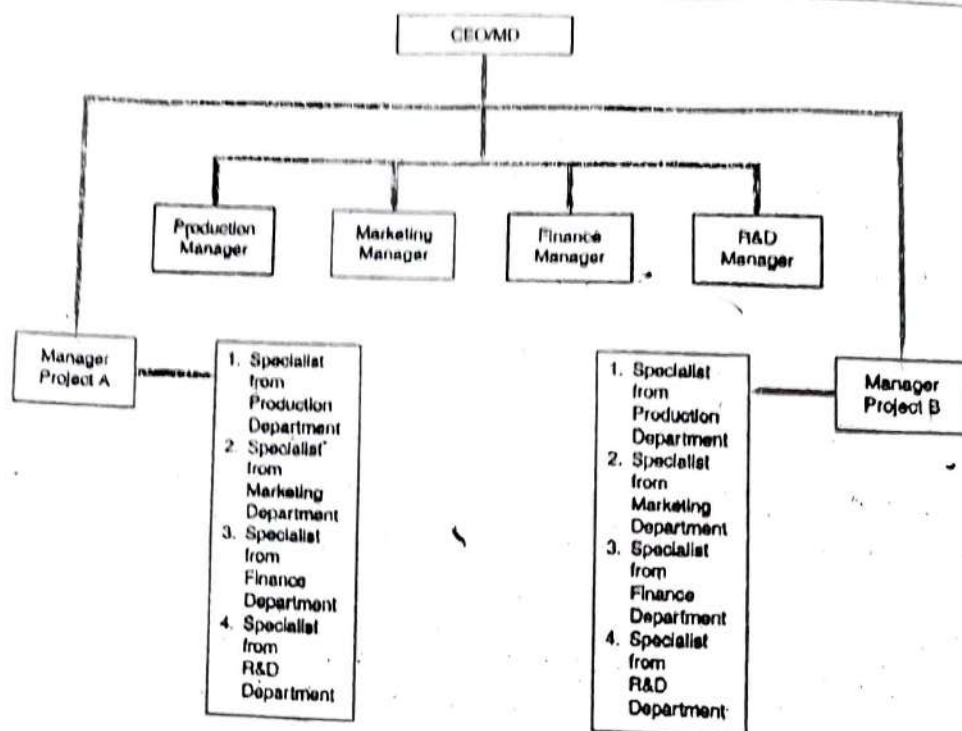 CEO/MD
Production
Manager
Marketing
Manager
Finance
Manager
R&D
Manager
Manager
Project A
1. Specialist
from
Production
Department
2. Specialist
from
Marketing
Department
3. Specialist
from
Finance
Department
4. Specialist
from
R&D
Department
1. Specialist
from
Production
Department
2. Specialist
from
Marketing
Department
3. Specialist
from
Finance
Department
4. Specialist
from
R&D
Department
Manager
Project B